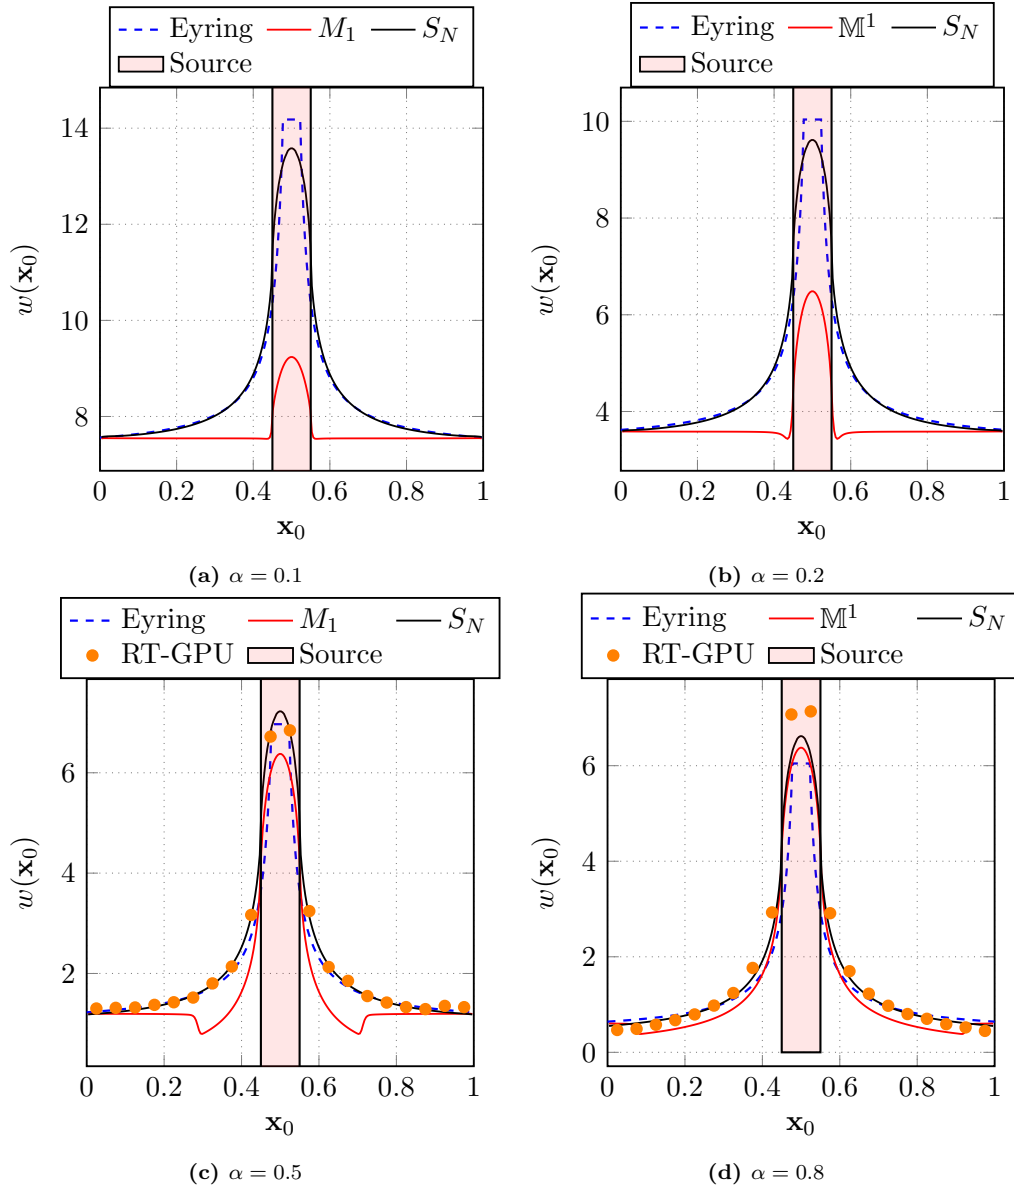 Eyring M₁ S_N
Source
14
12
10
8
w(x₀)
0 0.2 0.4 0.6 0.8 1
x₀
(a) α = 0.1
Eyring 𝕄¹ S_N
Source
10
8
6
4
w(x₀)
0 0.2 0.4 0.6 0.8 1
x₀
(b) α = 0.2
Eyring M₁ S_N
RT-GPU Source
6
4
2
w(x₀)
0 0.2 0.4 0.6 0.8 1
x₀
(c) α = 0.5
Eyring 𝕄¹ S_N
RT-GPU Source
6
4
2
0
w(x₀)
0 0.2 0.4 0.6 0.8 1
x₀
(d) α = 0.8